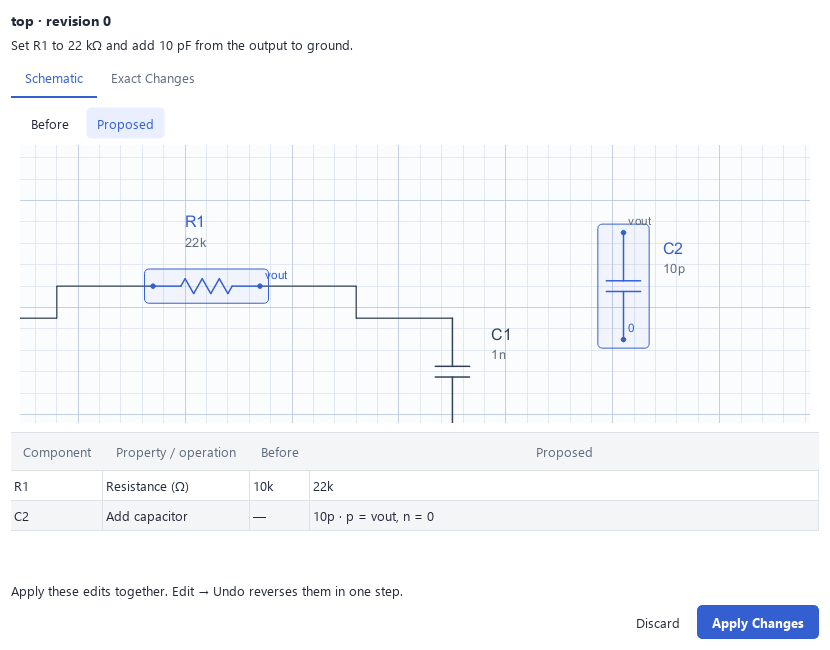 top · revision 0
Set R1 to 22 kΩ and add 10 pF from the output to ground.
Schematic Exact Changes
Before Proposed
R1
22k
vout
vout
C2
10p
0
C1
1n
Component Property / operation Before Proposed
R1 Resistance (Ω) 10k 22k
C2 Add capacitor — 10p · p = vout, n = 0
Apply these edits together. Edit → Undo reverses them in one step.
Discard Apply Changes